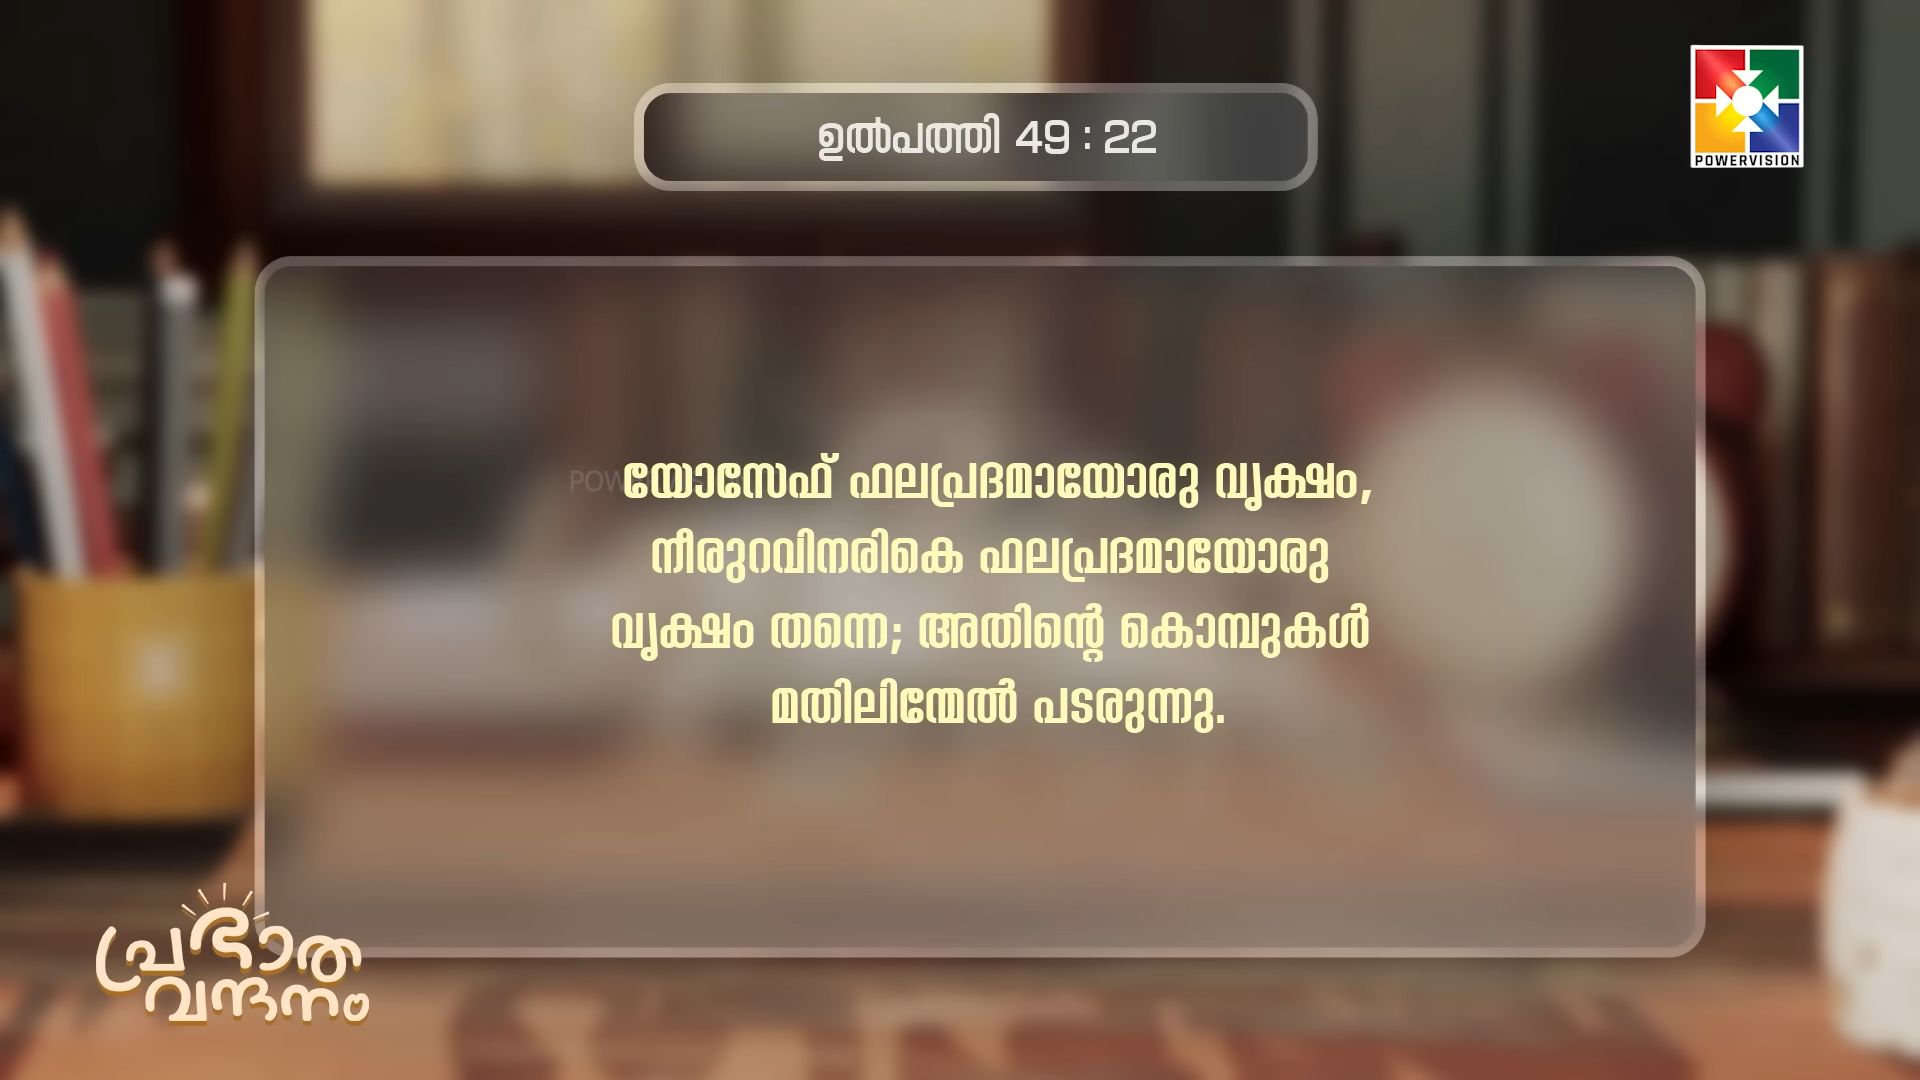 ഉൽപത്തി 49 : 22
POWERVISION
യോസേഫ് ഫലപ്രദമായോരു വൃക്ഷം,
നീരുറവിനരികെ ഫലപ്രദമായോരു
വൃക്ഷം തന്നെ; അതിന്റെ കൊമ്പുകൾ
മതിലിന്മേൽ പടരുന്നു.
പ്രഭാത
വന്ദനം